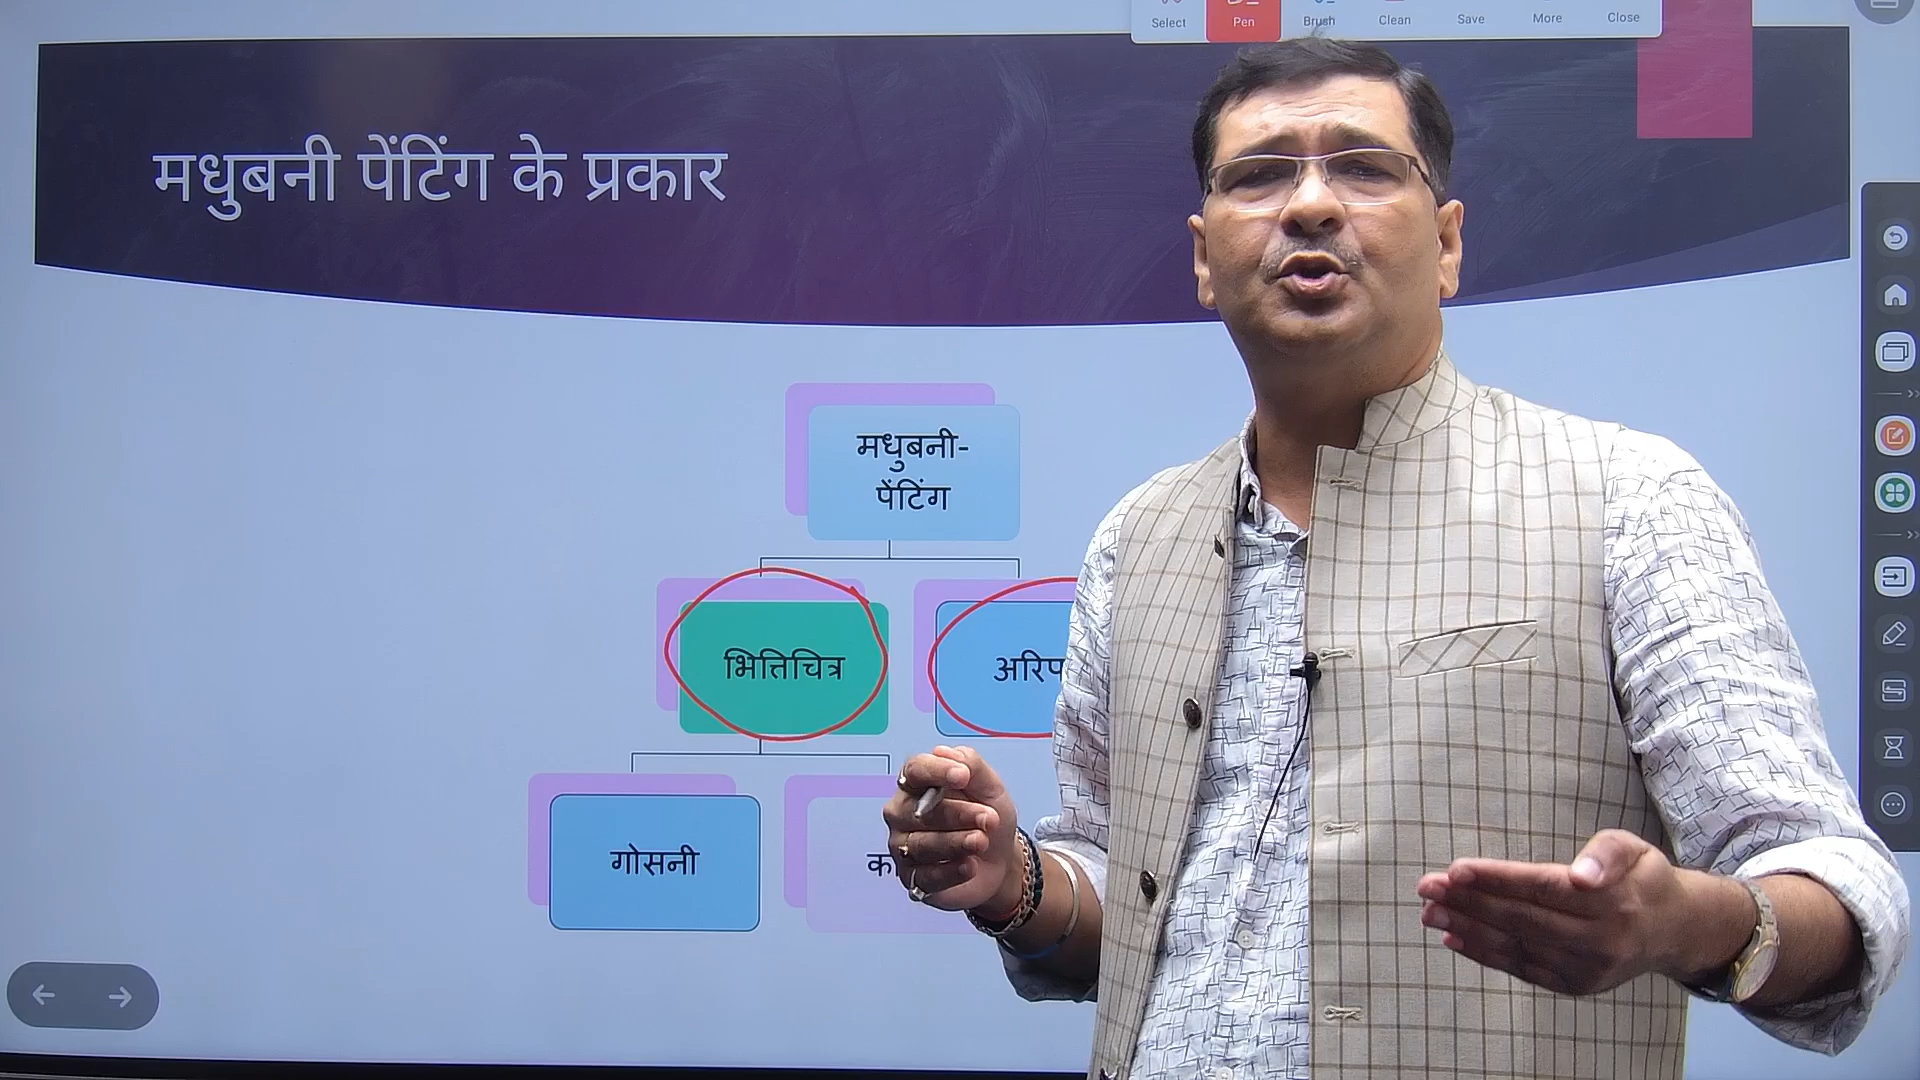 Select Pen Brush Clean Save More Close
मधुबनी पेंटिंग के प्रकार
मधुबनी-
पेंटिंग
भित्तिचित्र
गोसनी